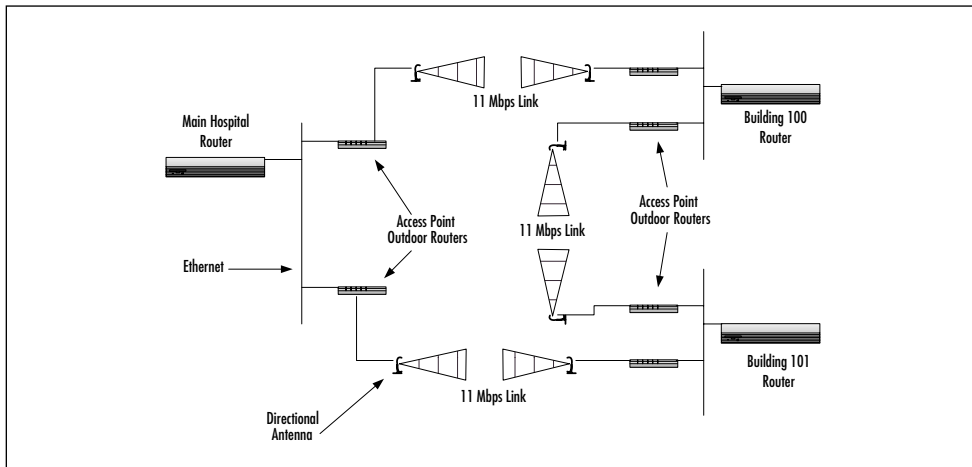 11 Mbps Link
Main Hospital
Router
Building 100
Router
Access Point
Outdoor Routers
Access Point
Outdoor Routers
11 Mbps Link
Ethernet
Building 101
Router
11 Mbps Link
Directional
Antenna